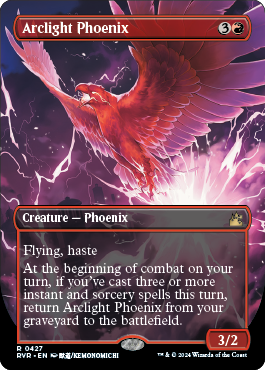 Arclight Phoenix 3
Creature — Phoenix
Flying, haste
At the beginning of combat on your
turn, if you've cast three or more
instant and sorcery spells this turn,
return Arclight Phoenix from your
graveyard to the battlefield.
3/2
R 0427
RVR • EN 獣道/KEMONOMICHI
™ & © 2024 Wizards of the Coast